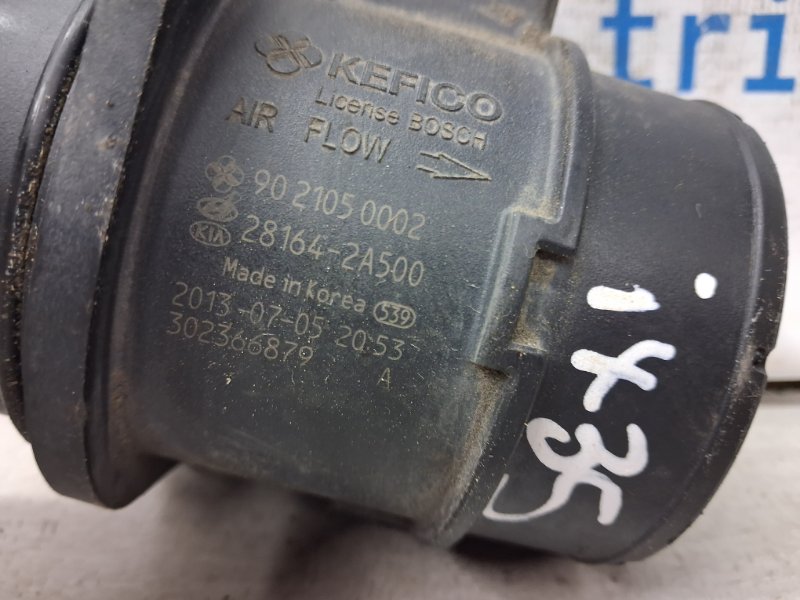 KEFICO
License BOSCH
AIR FLOW
90 2105 0002
KIA 28164-2A500
Made in Korea 539
2013-07-05 20:53
302366879 A
tri
ix35